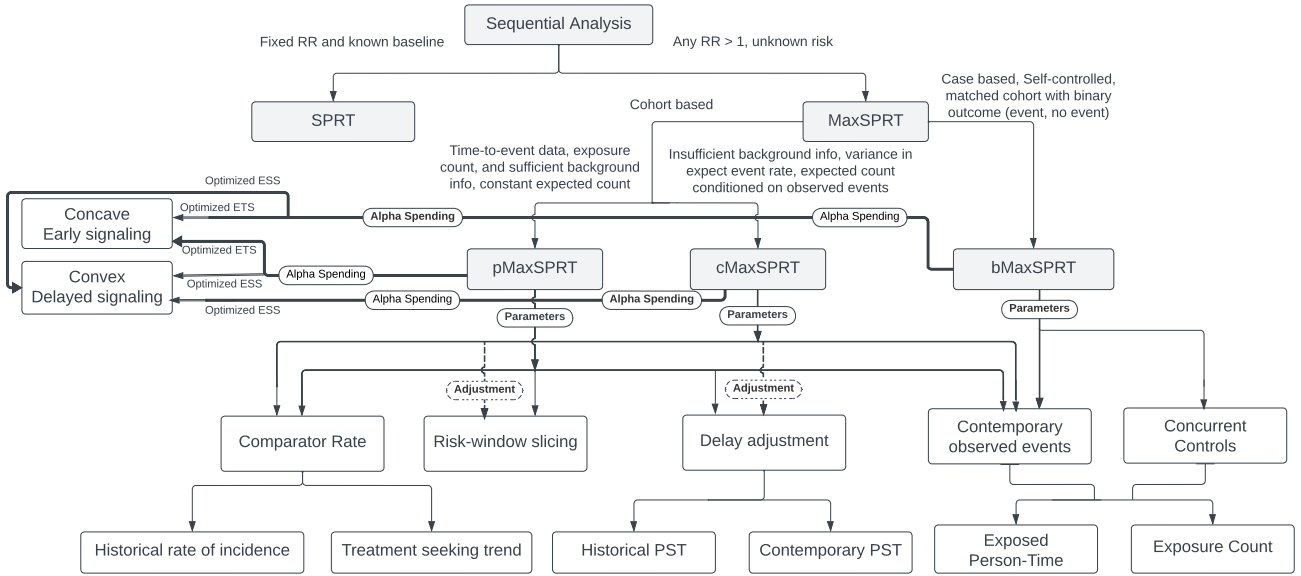 Sequential Analysis
Fixed RR and known baseline
Any RR > 1, unknown risk
SPRT
Cohort based
MaxSPRT
Case based, Self-controlled,
matched cohort with binary
outcome (event, no event)
Time-to-event data, exposure
count, and sufficient background
info, constant expected count
Insufficient background info, variance in
expect event rate, expected count
conditioned on observed events
Optimized ESS
Optimized ETS
Concave
Early signaling
Alpha Spending
Alpha Spending
Optimized ETS
Convex
Delayed signaling
Optimized ESS
Alpha Spending
pMaxSPRT
cMaxSPRT
bMaxSPRT
Optimized ESS
Alpha Spending
Alpha Spending
Parameters
Parameters
Parameters
Adjustment
Adjustment
Comparator Rate
Risk-window slicing
Delay adjustment
Contemporary
observed events
Concurrent
Controls
Historical rate of incidence
Treatment seeking trend
Historical PST
Contemporary PST
Exposed
Person-Time
Exposure Count